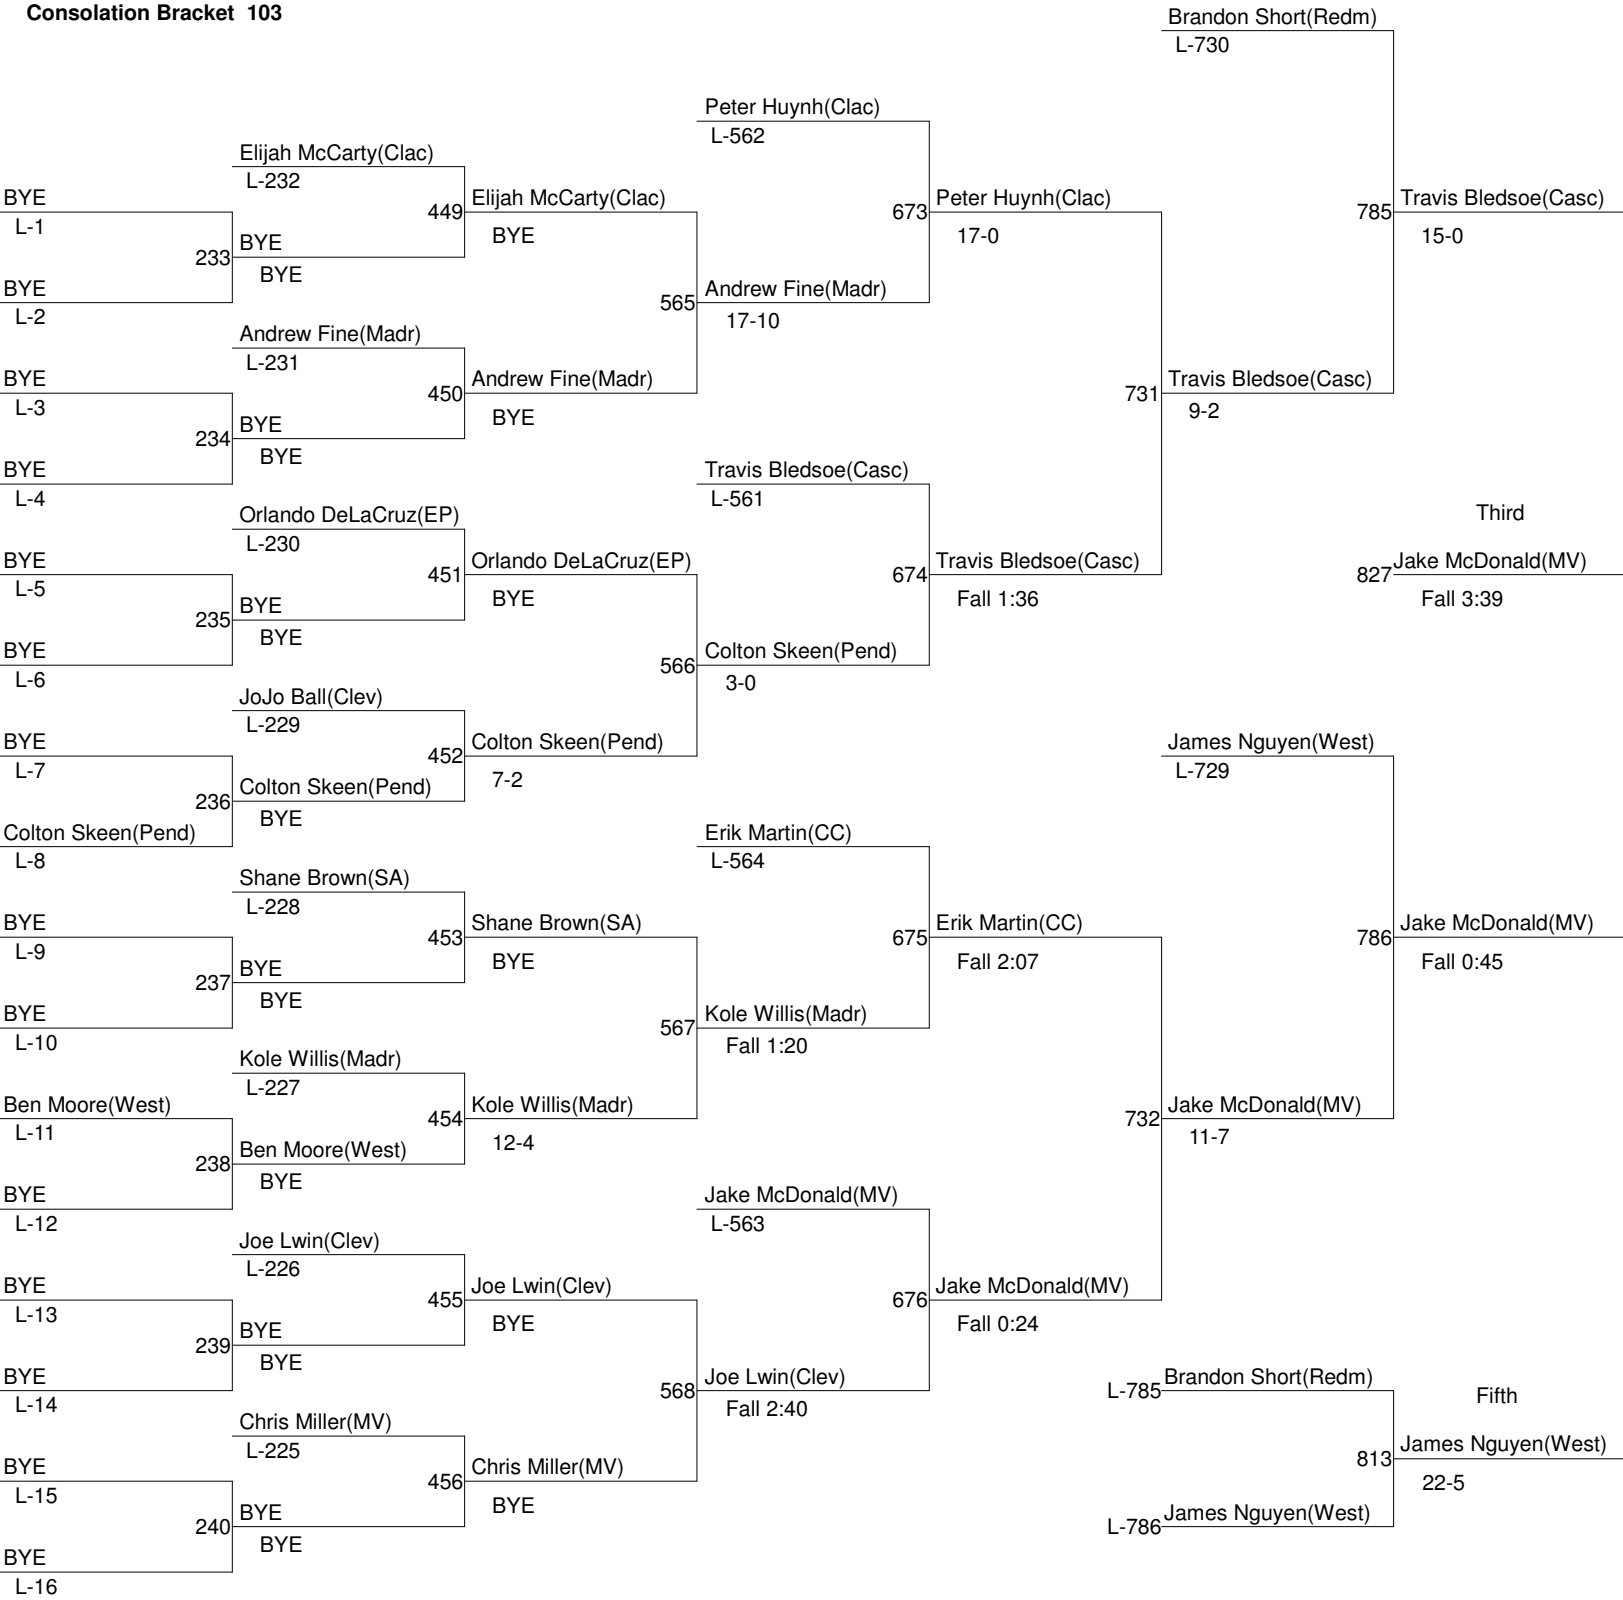 Consolation Bracket 103
BYE
L-1
BYE
L-2
BYE
L-3
BYE
L-4
BYE
L-5
BYE
L-6
BYE
L-7
Colton Skeen(Pend)
L-8
BYE
L-9
BYE
L-10
Ben Moore(West)
L-11
BYE
L-12
BYE
L-13
BYE
L-14
BYE
L-15
BYE
L-16
Elijah McCarty(Clac)
L-232
233
BYE
BYE
Andrew Fine(Madr)
L-231
234
BYE
BYE
Orlando DeLaCruz(EP)
L-230
235
BYE
BYE
JoJo Ball(Clev)
L-229
236
Colton Skeen(Pend)
BYE
Shane Brown(SA)
L-228
237
BYE
BYE
Kole Willis(Madr)
L-227
238
Ben Moore(West)
BYE
Joe Lwin(Clev)
L-226
239
BYE
BYE
Chris Miller(MV)
L-225
240
BYE
BYE
449
Elijah McCarty(Clac)
BYE
450
Andrew Fine(Madr)
BYE
451
Orlando DeLaCruz(EP)
BYE
452
Colton Skeen(Pend)
7-2
453
Shane Brown(SA)
BYE
454
Kole Willis(Madr)
12-4
455
Joe Lwin(Clev)
BYE
456
Chris Miller(MV)
BYE
Peter Huynh(Clac)
L-562
565
Andrew Fine(Madr)
17-10
Travis Bledsoe(Casc)
L-561
566
Colton Skeen(Pend)
3-0
Erik Martin(CC)
L-564
567
Kole Willis(Madr)
Fall 1:20
Jake McDonald(MV)
L-563
568
Joe Lwin(Clev)
Fall 2:40
673
Peter Huynh(Clac)
17-0
674
Travis Bledsoe(Casc)
Fall 1:36
675
Erik Martin(CC)
Fall 2:07
676
Jake McDonald(MV)
Fall 0:24
Brandon Short(Redm)
L-730
731
Travis Bledsoe(Casc)
9-2
James Nguyen(West)
L-729
732
Jake McDonald(MV)
11-7
L-785
Brandon Short(Redm)
L-786
James Nguyen(West)
785
Travis Bledsoe(Casc)
15-0
Third
827
Jake McDonald(MV)
Fall 3:39
786
Jake McDonald(MV)
Fall 0:45
Fifth
813
James Nguyen(West)
22-5